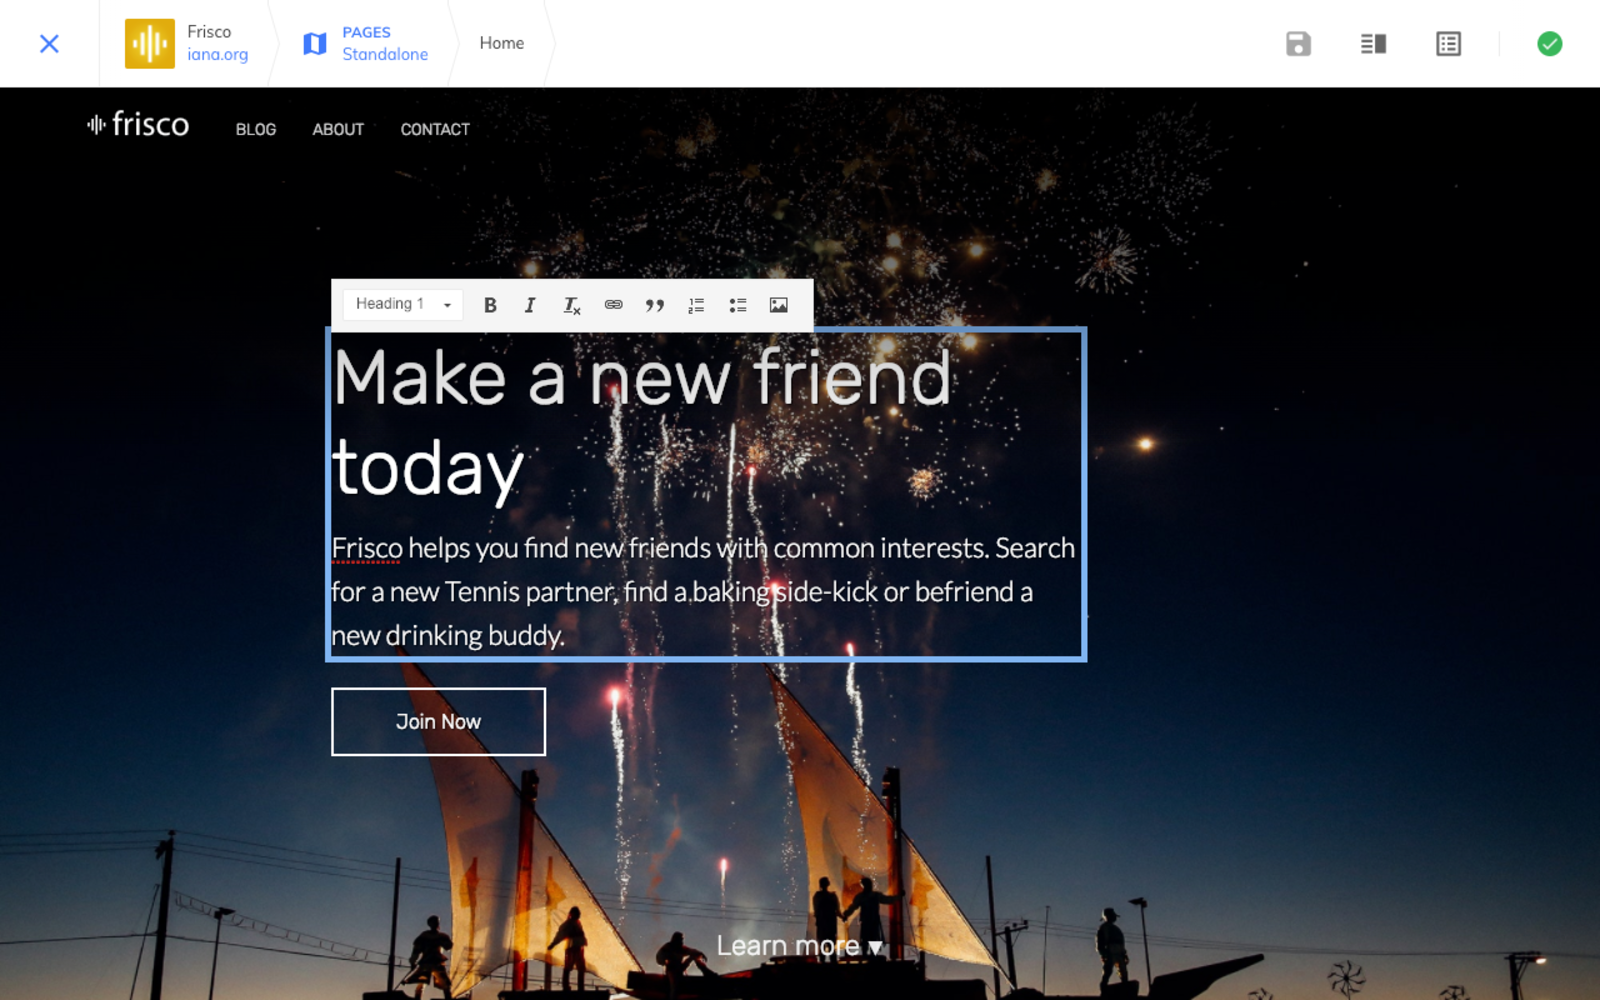 Frisco
iana.org
PAGES
Standalone
Home
frisco
BLOG
ABOUT
CONTACT
Heading 1
Make a new friend
today
Frisco helps you find new friends with common interests. Search
for a new Tennis partner, find a baking side-kick or befriend a
new drinking buddy.
Join Now
Learn more ▾